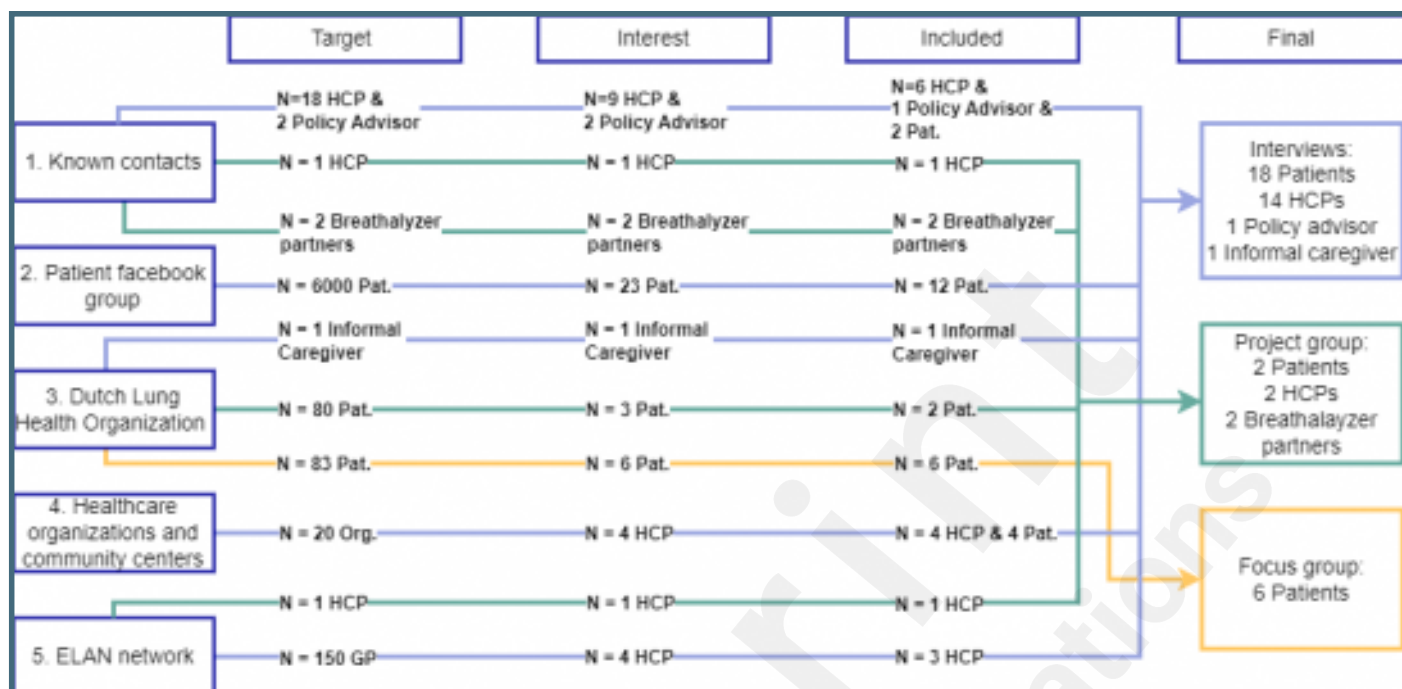 Target
Interest
Included
Final
N=18 HCP &
2 Policy Advisor
N=9 HCP &
2 Policy Advisor
N=6 HCP &
1 Policy Advisor &
2 Pat.
1. Known contacts
N = 1 HCP
N = 1 HCP
N = 1 HCP
N = 2 Breathalyzer
partners
N = 2 Breathalyzer
partners
N = 2 Breathalyzer
partners
2. Patient facebook
group
N = 6000 Pat.
N = 23 Pat.
N = 12 Pat.
N = 1 Informal
Caregiver
N = 1 Informal
Caregiver
N = 1 Informal
Caregiver
3. Dutch Lung
Health Organization
N = 80 Pat.
N = 3 Pat.
N = 2 Pat.
N = 83 Pat.
N = 6 Pat.
N = 6 Pat.
4. Healthcare
organizations and
community centers
N = 20 Org.
N = 4 HCP
N = 4 HCP & 4 Pat.
N = 1 HCP
N = 1 HCP
N = 1 HCP
5. ELAN network
N = 150 GP
N = 4 HCP
N = 3 HCP
Interviews:
18 Patients
14 HCPs
1 Policy advisor
1 Informal caregiver
Project group:
2 Patients
2 HCPs
2 Breathalayzer
partners
Focus group:
6 Patients
rint
ations